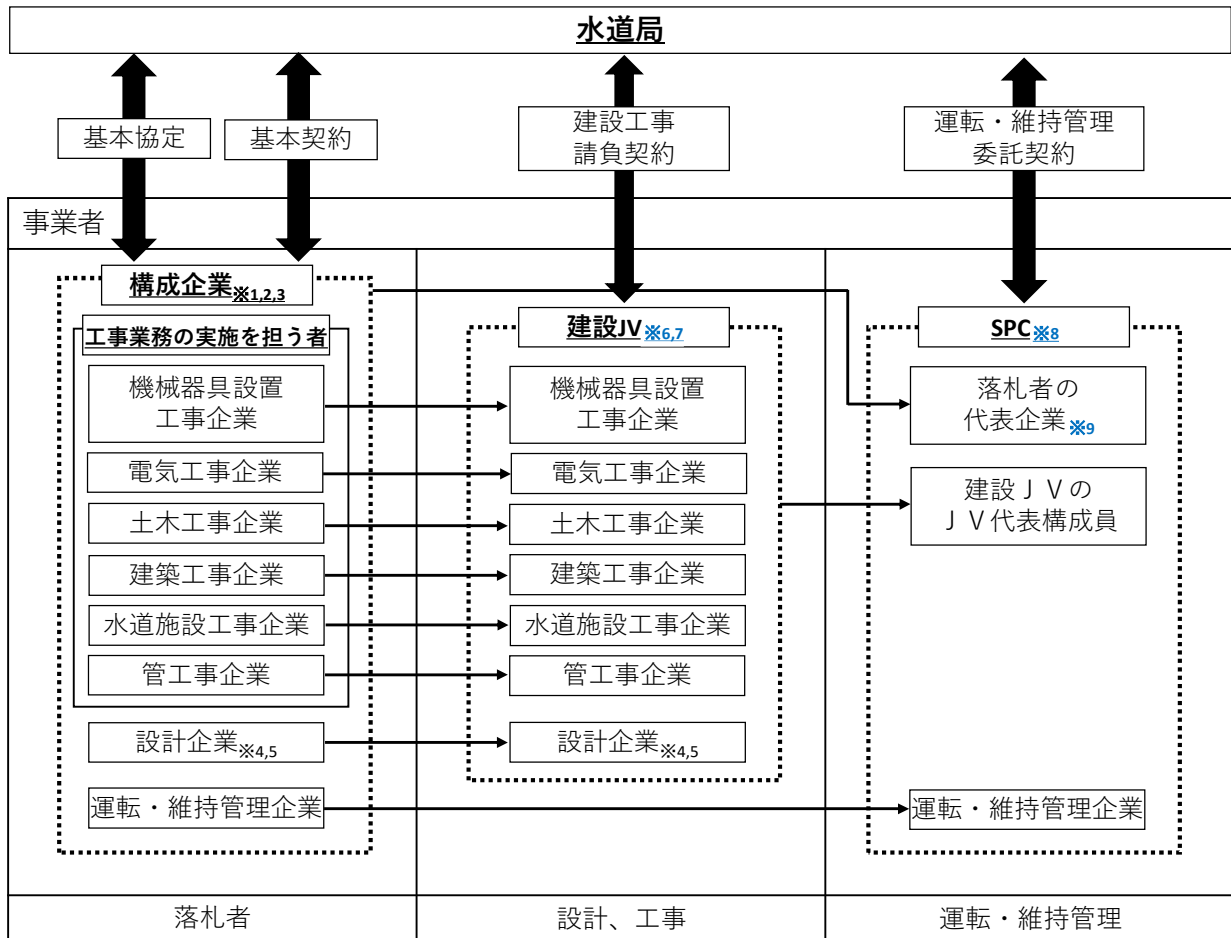 水道局
基本協定
基本契約
建設工事
請負契約
運転・維持管理
委託契約
事業者
構成企業※1,2,3
工事業務の実施を担う者
機械器具設置
工事企業
電気工事企業
土木工事企業
建築工事企業
水道施設工事企業
管工事企業
設計企業※4,5
運転・維持管理企業
建設JV※6,7
機械器具設置
工事企業
電気工事企業
土木工事企業
建築工事企業
水道施設工事企業
管工事企業
設計企業※4,5
SPC※8
落札者の
代表企業※9
建設ＪＶの
ＪＶ代表構成員
運転・維持管理企業
落札者
設計、工事
運転・維持管理